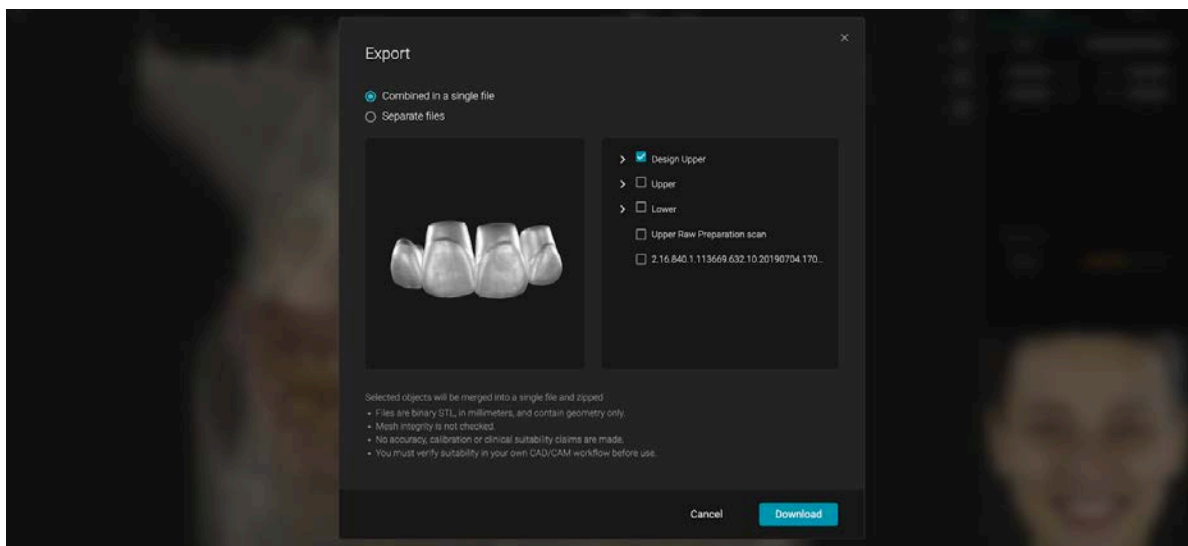 Export
Combined in a single file
Separate files
Design Upper
Upper
Lower
Upper Raw Preparation scan
2.16.840.1.113669.632.10.20190704.170...
Selected objects will be merged into a single file and zipped
• Files are binary STL, in millimeters, and contain geometry only.
• Mesh integrity is not checked.
• No accuracy, calibration or clinical suitability claims are made.
• You must verify suitability in your own CAD/CAM workflow before use.
Cancel
Download